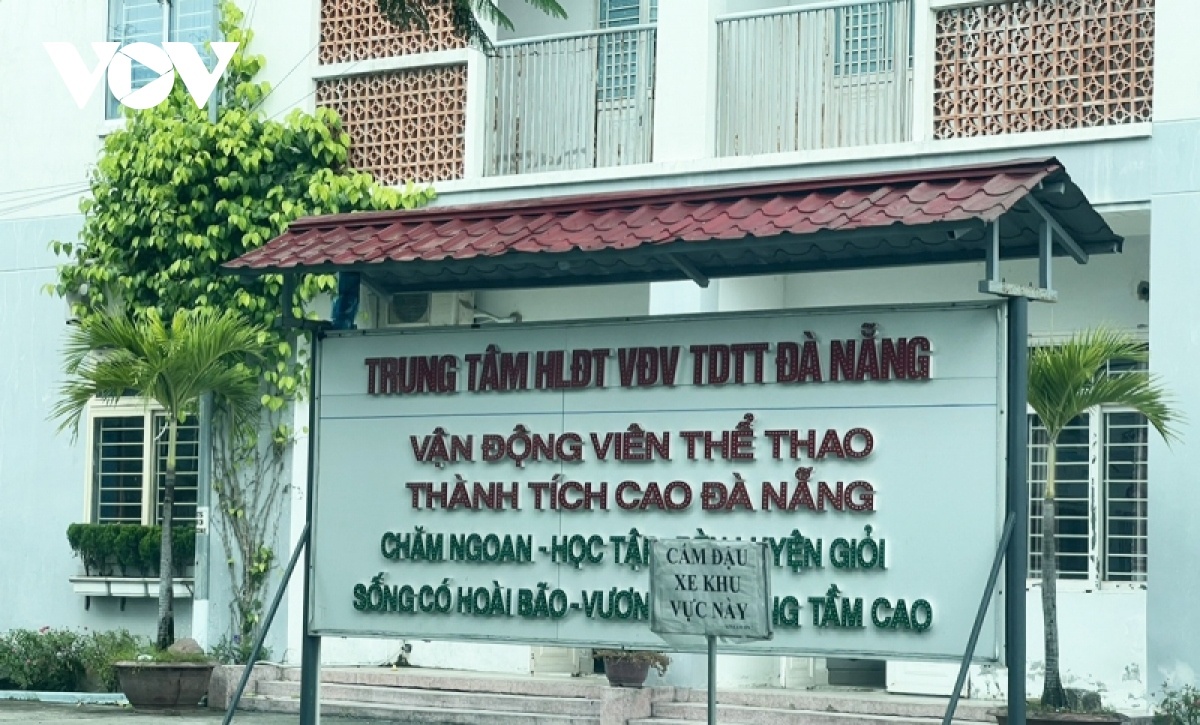 VOV
TRUNG TÂM HLĐT VĐV TDTT ĐÀ NẴNG
VẬN ĐỘNG VIÊN THỂ THAO
THÀNH TÍCH CAO ĐÀ NẴNG
CHĂM NGOAN - HỌC TẬP GIỎI
SỐNG CÓ HOÀI BÃO - VƯƠN TẦM CAO
CẤM ĐẬU
XE KHU
VỰC NÀY